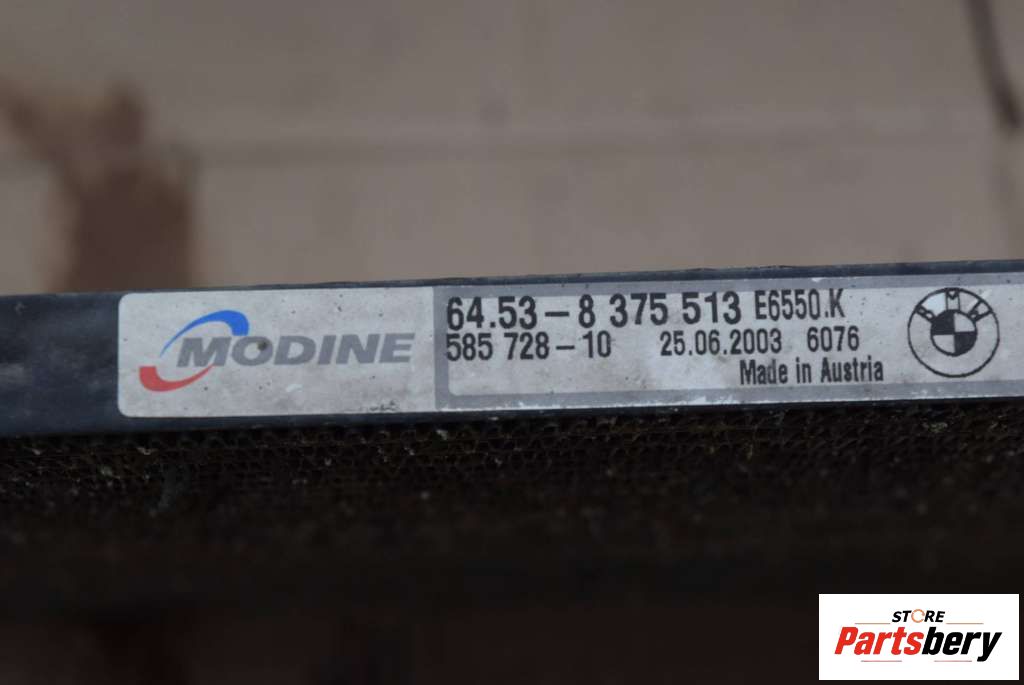 MODINE
64.53-8 375 513 E6550.K
585 728-10 25.06.2003 6076
Made in Austria
BMW
STORE
Partsbery